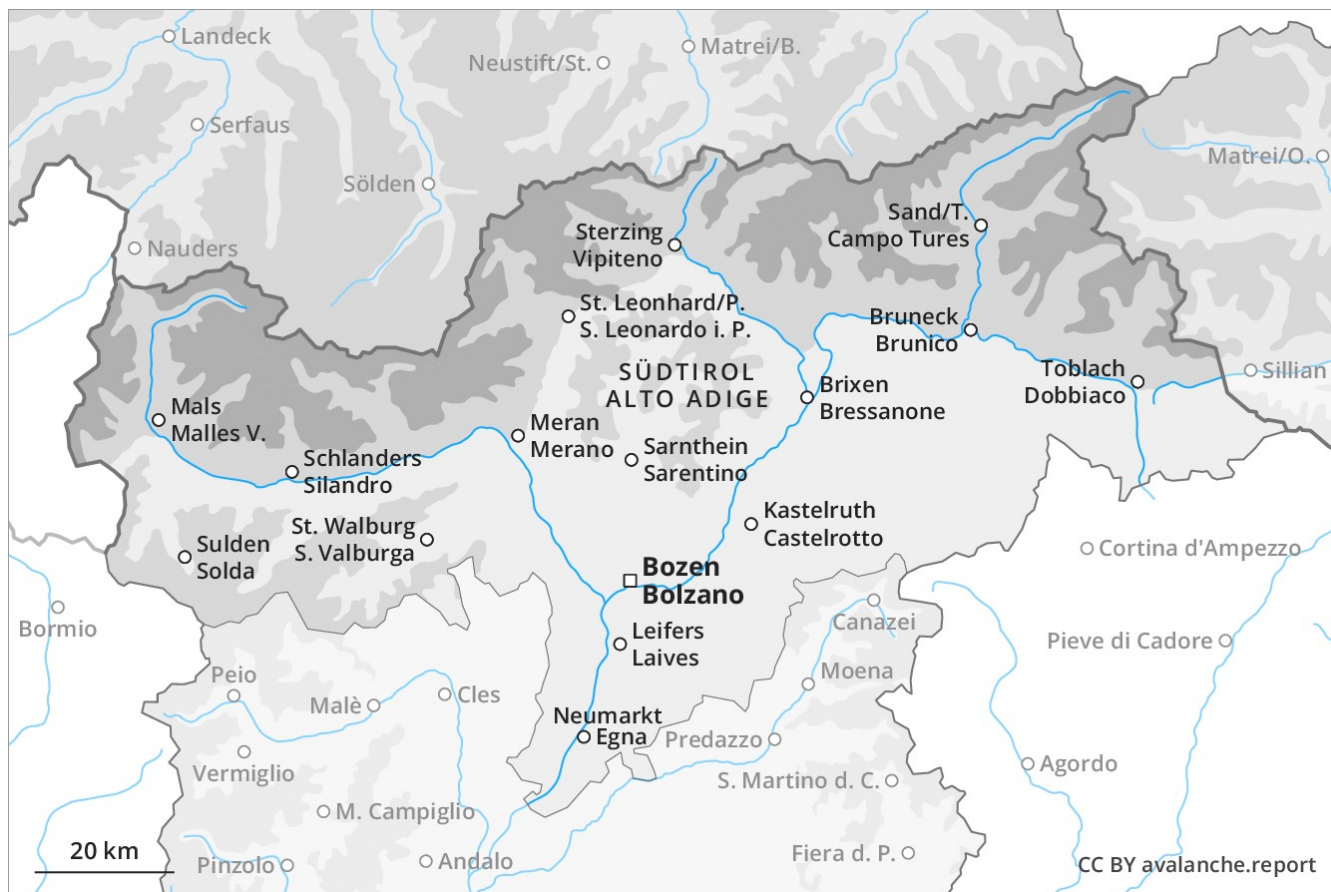 Landeck
Matrei/B.
Neustift/St.
Serfaus
Matrei/O.
Sölden
Sand/T.
Campo Tures
Sterzing
Vipiteno
Nauders
St. Leonhard/P.
S. Leonardo i. P.
Bruneck
Brunico
SÜDTIROL
ALTO ADIGE
Toblach
Dobbiaco
Sillian
Brixen
Bressanone
Mals
Malles V.
Meran
Merano
Sarnthein
Sarentino
Schlanders
Silandro
Kastelruth
Castelrotto
St. Walburg
S. Valburga
Sulden
Solda
Cortina d'Ampezzo
Bozen
Bolzano
Bormio
Canazei
Leifers
Laives
Pieve di Cadore
Peio
Moena
Malè
Cles
Neumarkt
Egna
Predazzo
Vermiglio
Agordo
S. Martino d. C.
M. Campiglio
20 km
Pinzolo
Andalo
Fiera d. P.
CC BY avalanche.report